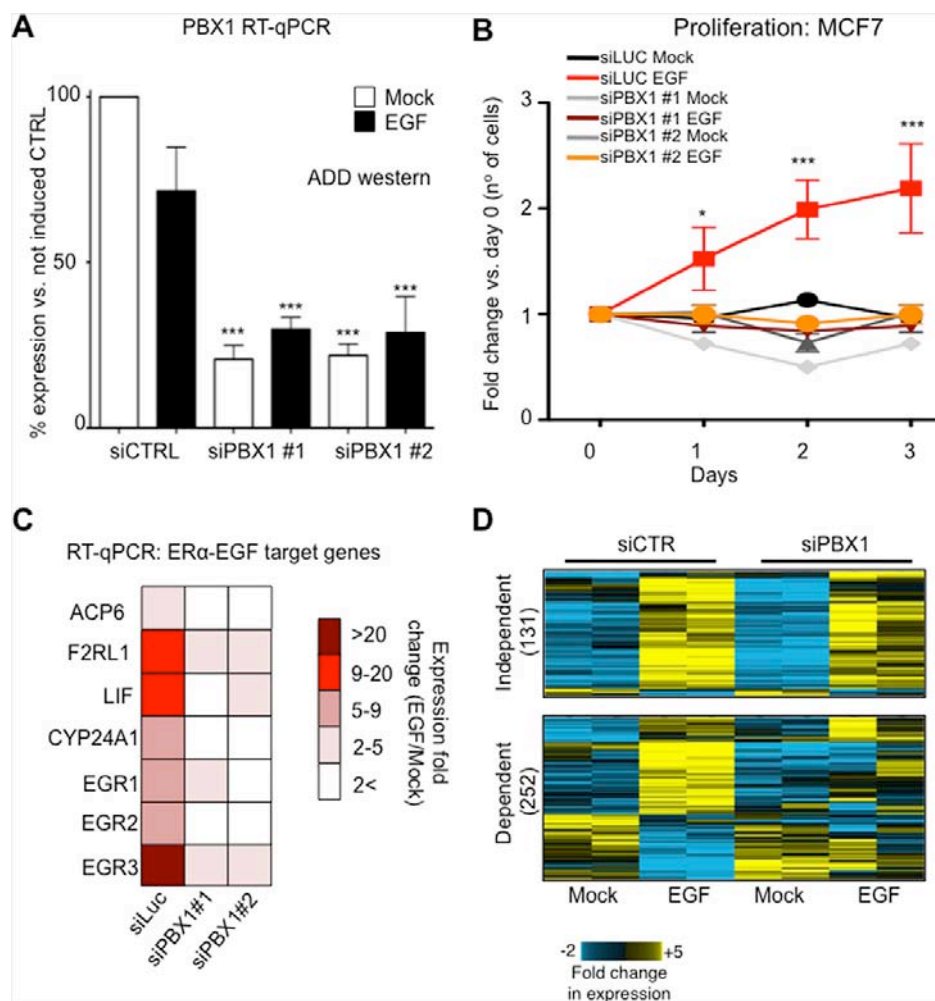 A
PBX1 RT-qPCR
% expression vs. not induced CTRL
100
50
0
Mock
EGF
ADD western
***
***
***
***
siCTRL
siPBX1 #1
siPBX1 #2
B
Proliferation: MCF7
siLUC Mock
siLUC EGF
siPBX1 #1 Mock
siPBX1 #1 EGF
siPBX1 #2 Mock
siPBX1 #2 EGF
Fold change vs. day 0 (nº of cells)
3
2
1
0
*
***
***
0 1 2 3
Days
C
RT-qPCR: ERα-EGF target genes
ACP6
F2RL1
LIF
CYP24A1
EGR1
EGR2
EGR3
siLuc
siPBX1#1
siPBX1#2
>20
9-20
5-9
2-5
2<
Expression fold
change (EGF/Mock)
D
siCTR siPBX1
Independent
(131)
Dependent
(252)
Mock EGF Mock EGF
-2 +5
Fold change
in expression